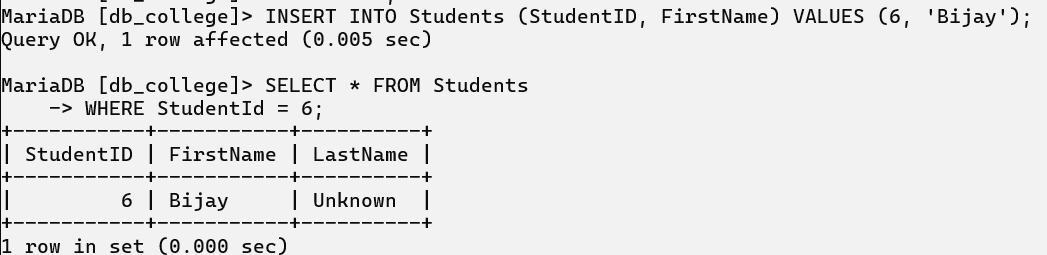 MariaDB [db_college]> INSERT INTO Students (StudentID, FirstName) VALUES (6, 'Bijay');
Query OK, 1 row affected (0.005 sec)

MariaDB [db_college]> SELECT * FROM Students
    -> WHERE StudentId = 6;
+-----------+-----------+----------+
| StudentID | FirstName | LastName |
+-----------+-----------+----------+
|         6 | Bijay     | Unknown  |
+-----------+-----------+----------+
1 row in set (0.000 sec)